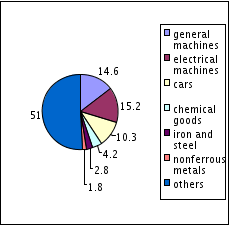 14.6
15.2
10.3
4.2
2.8
1.8
51
general
machines
electrical
machines
cars
chemical
goods
iron and
steel
nonferrous
metals
others